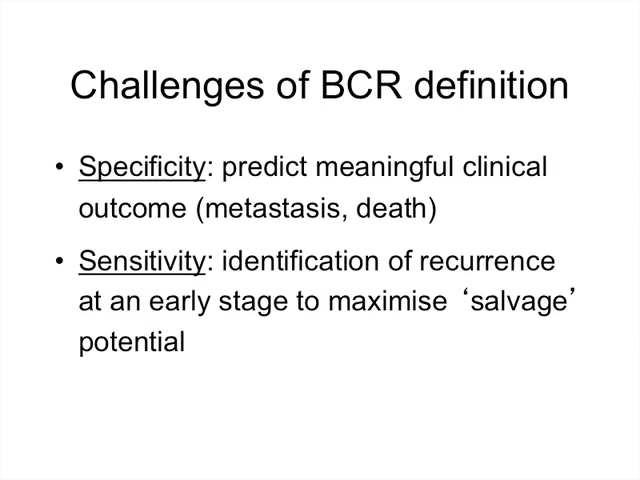 Challenges of BCR definition
• Specificity: predict meaningful clinical
outcome (metastasis, death)
• Sensitivity: identification of recurrence
at an early stage to maximise ‘salvage’
potential